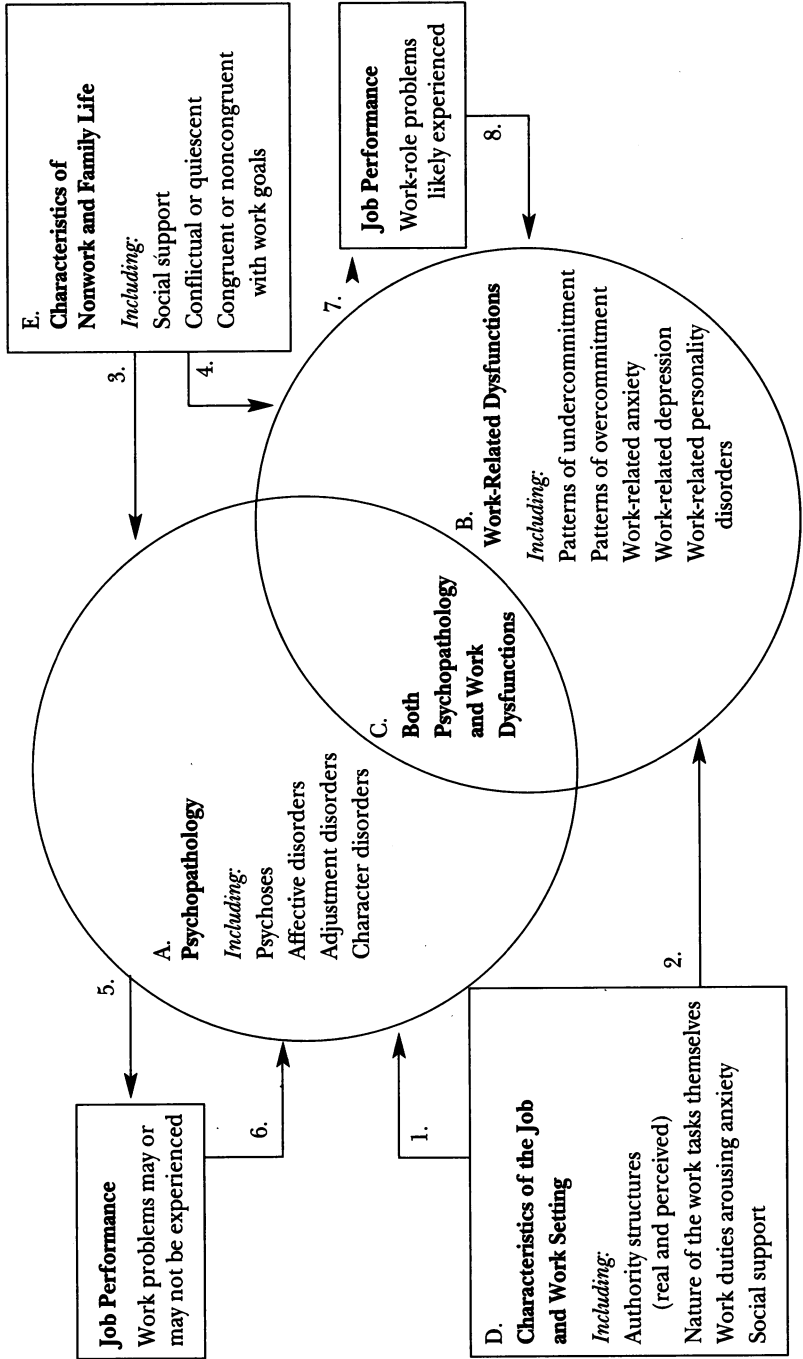 Job Performance
Work problems may or
may not be experienced
5.
6.
A.
Psychopathology
Including:
Psychoses
Affective disorders
Adjustment disorders
Character disorders
C.
Both
Psychopathology
and Work
Dysfunctions
B.
Work-Related Dysfunctions
Including:
Patterns of undercommitment
Patterns of overcommitment
Work-related anxiety
Work-related depression
Work-related personality
disorders
D.
Characteristics of the Job
and Work Setting
Including:
Authority structures
(real and perceived)
Nature of the work tasks themselves
Work duties arousing anxiety
Social support
1.
2.
E.
Characteristics of
Nonwork and Family Life
Including:
Social support
Conflictual or quiescent
Congruent or noncongruent
with work goals
3.
4.
7.
Job Performance
Work-role problems
likely experienced
8.